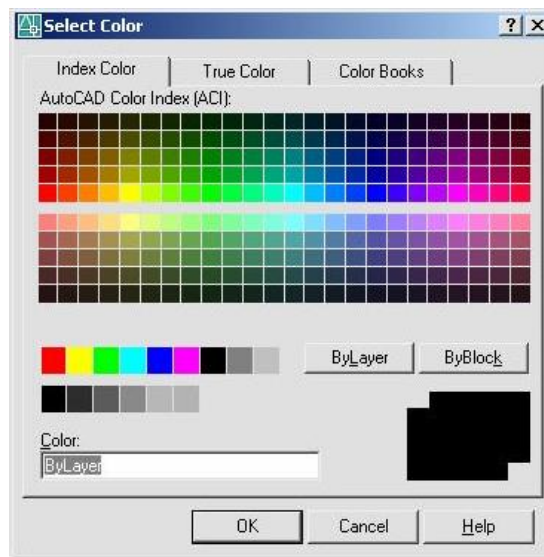 Select Color
Index Color True Color Color Books
AutoCAD Color Index (ACI):
ByLayer ByBlock
Color:
ByLayer
OK Cancel Help